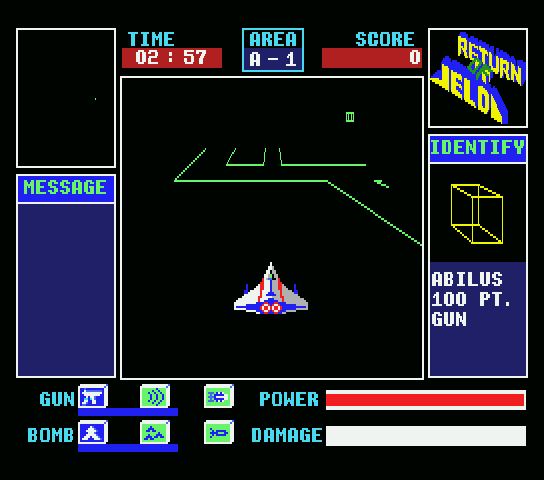 TIME
02:57
AREA
A-1
SCORE
0
RETURN
JELDA
MESSAGE
IDENTIFY
ABILUS
100 PT.
GUN
GUN
POWER
BOMB
DAMAGE